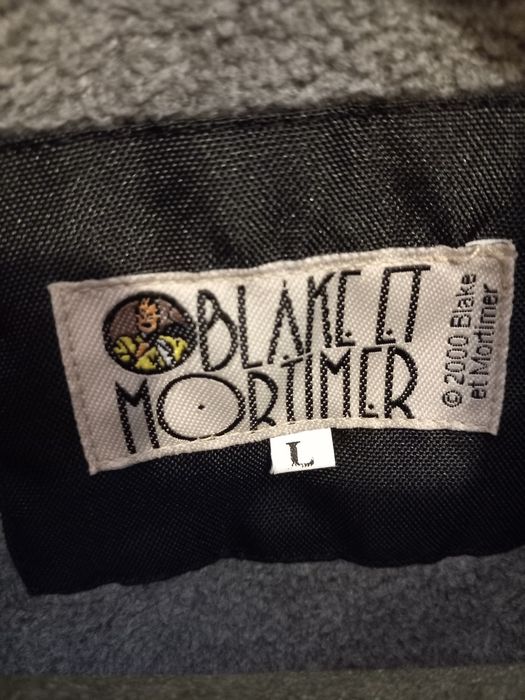 BLAKE ET
MORTIMER
© 2000 Blake
et Mortimer
L